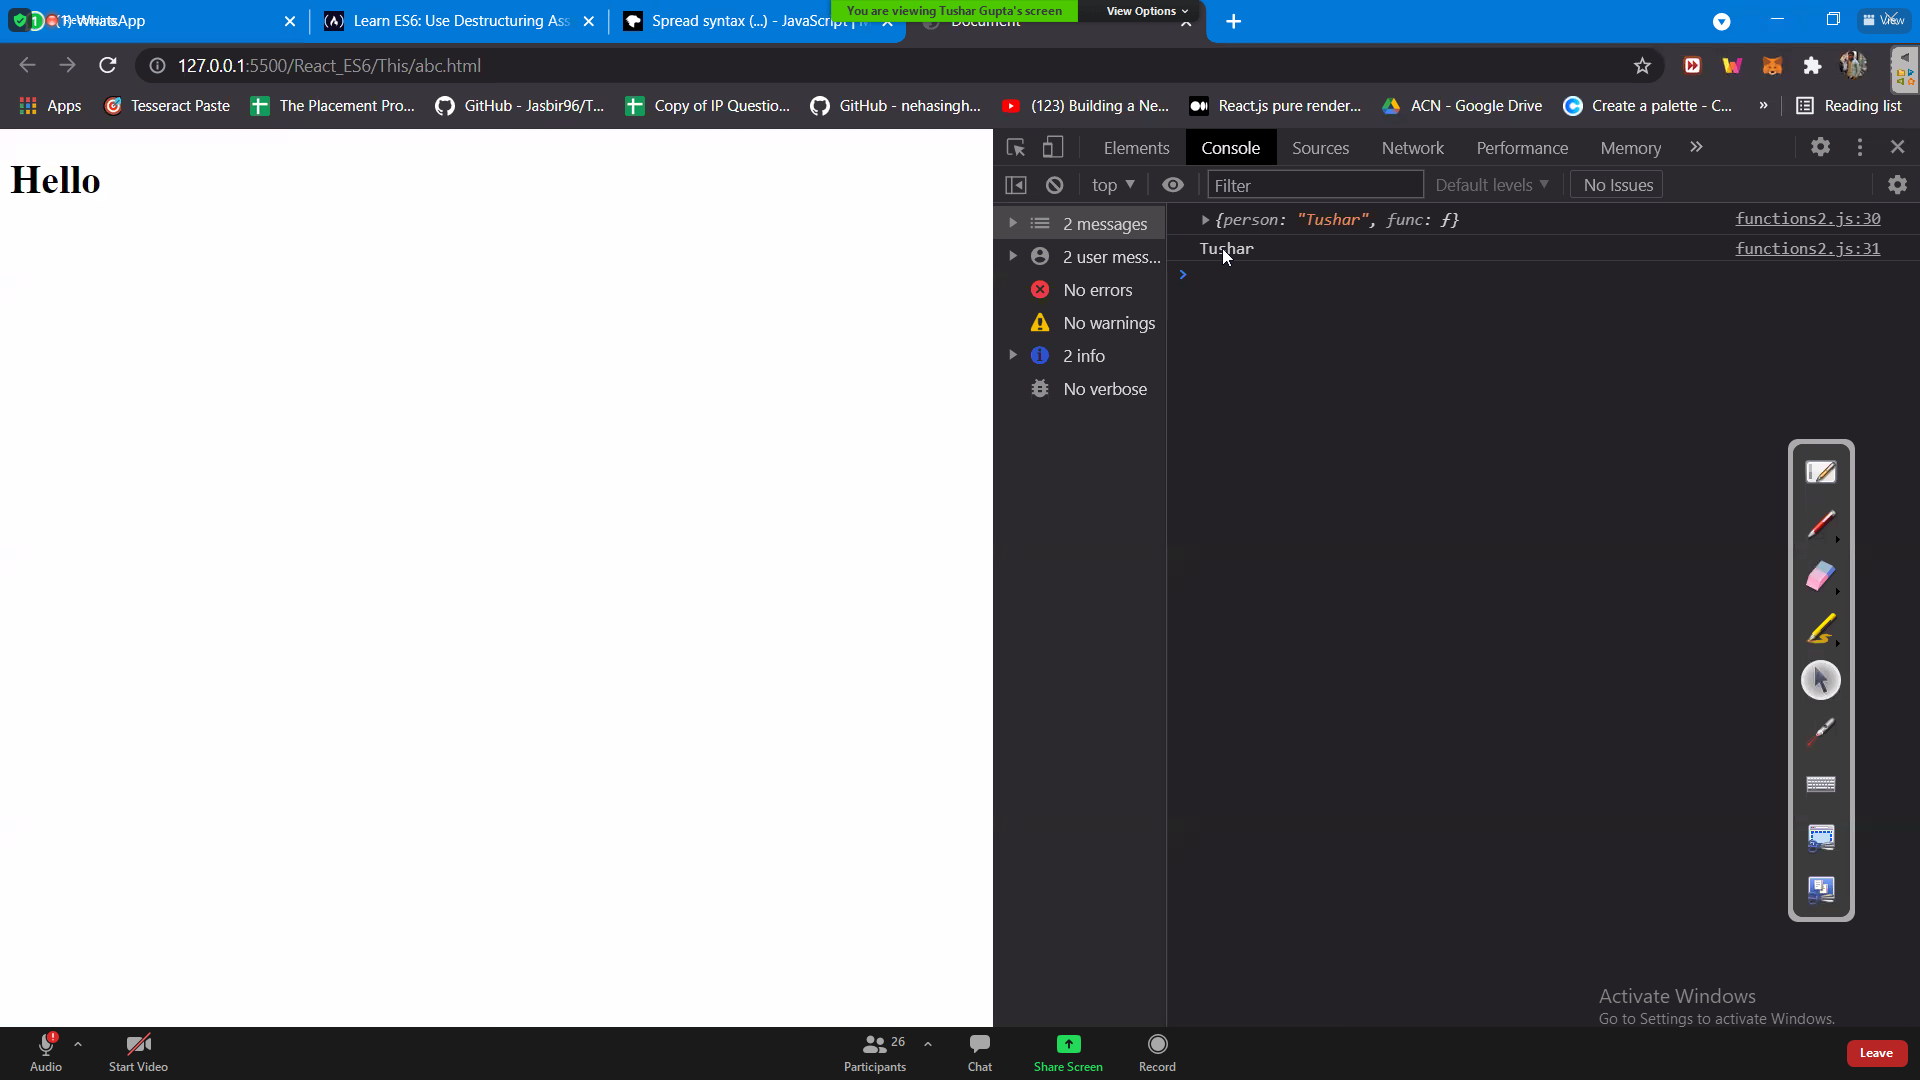 (1) WhatsApp
Learn ES6: Use Destructuring Ass
Spread syntax (...) - JavaScript | M
You are viewing Tushar Gupta's screen
View Options
Document
View
127.0.0.1:5500/React_ES6/This/abc.html
Apps
Tesseract Paste
The Placement Pro...
GitHub - Jasbir96/T...
Copy of IP Questio...
GitHub - nehasingh...
(123) Building a Ne...
React.js pure render...
ACN - Google Drive
Create a palette - C...
»
Reading list
Hello
Elements
Console
Sources
Network
Performance
Memory
»
top
Filter
Default levels
No Issues
2 messages
2 user mess...
No errors
No warnings
2 info
No verbose
{person: "Tushar", func: ƒ}
functions2.js:30
Tushar
functions2.js:31
>
Activate Windows
Go to Settings to activate Windows.
Audio
Start Video
26
Participants
Chat
Share Screen
Record
Leave